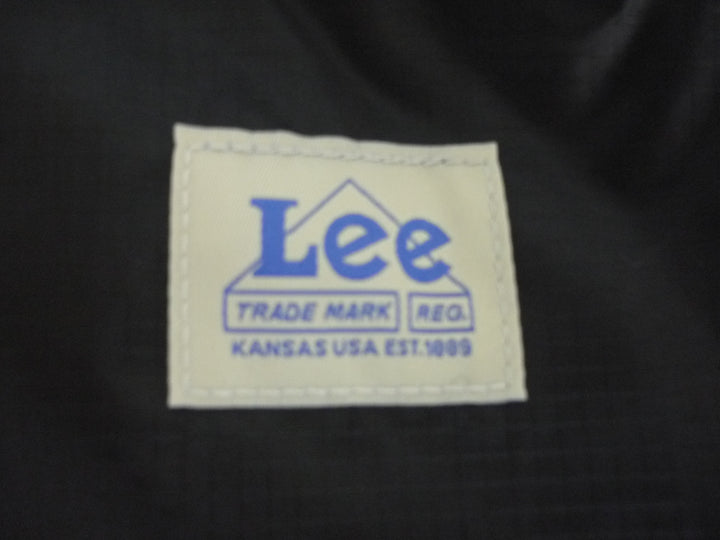 Lee
TRADE MARK REG.
KANSAS USA EST.1889